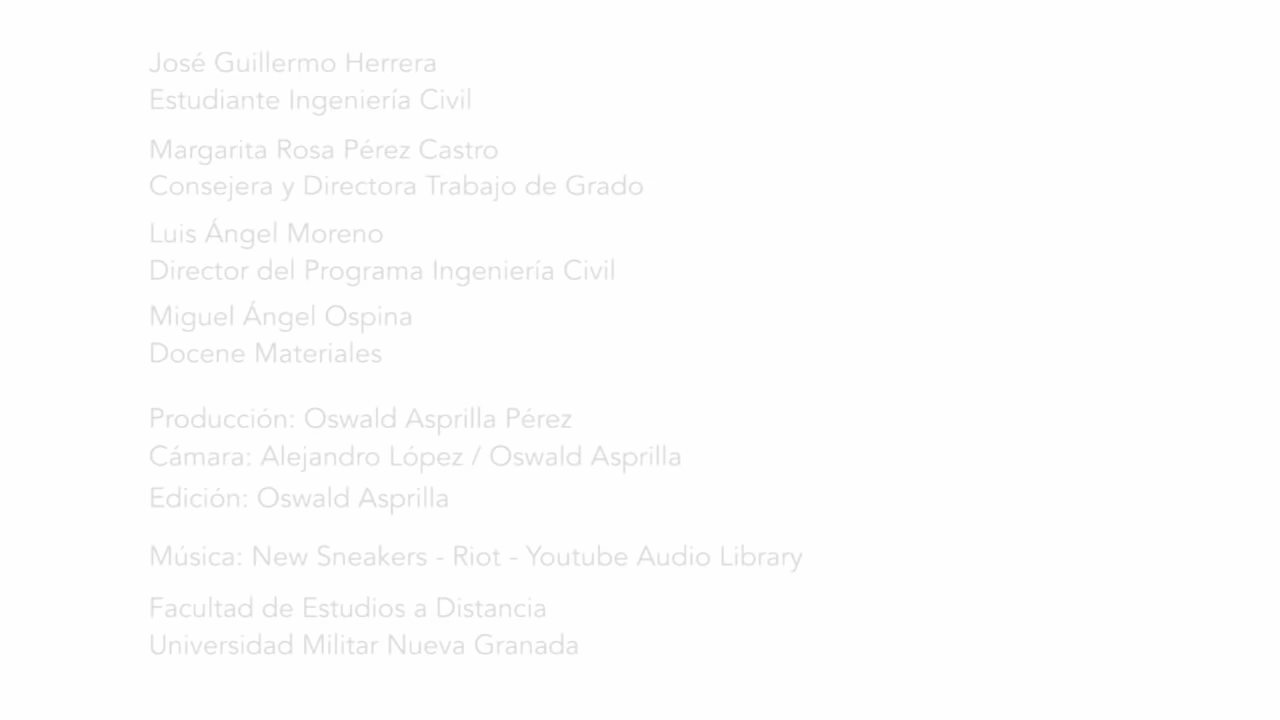 José Guillermo Herrera
Estudiante Ingeniería Civil
Margarita Rosa Pérez Castro
Consejera y Directora Trabajo de Grado
Luis Ángel Moreno
Director del Programa Ingeniería Civil
Miguel Ángel Ospina
Docene Materiales
Producción: Oswald Asprilla Pérez
Cámara: Alejandro López / Oswald Asprilla
Edición: Oswald Asprilla
Música: New Sneakers - Riot - Youtube Audio Library
Facultad de Estudios a Distancia
Universidad Militar Nueva Granada